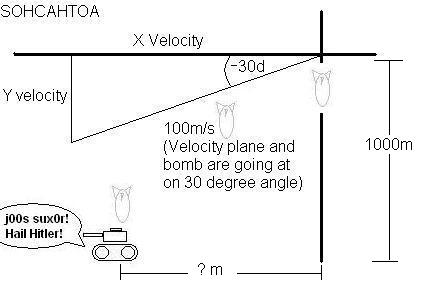 SOHCAHTOA
X Velocity
-30d
Y velocity
100m/s
(Velocity plane and
bomb are going at
on 30 degree angle)
1000m
j00s sux0r!
Hail Hitler!
? m